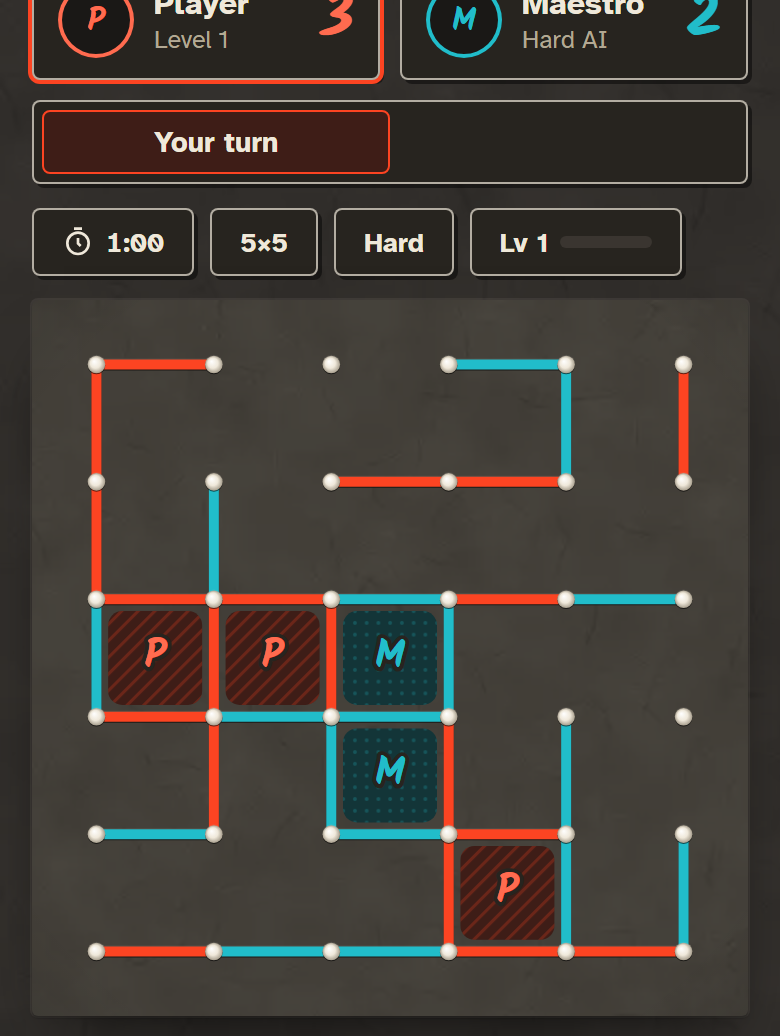 P
Player
3
Level 1
M
Maestro
2
Hard AI
Your turn
1:00
5×5
Hard
Lv 1
P
P
M
M
P